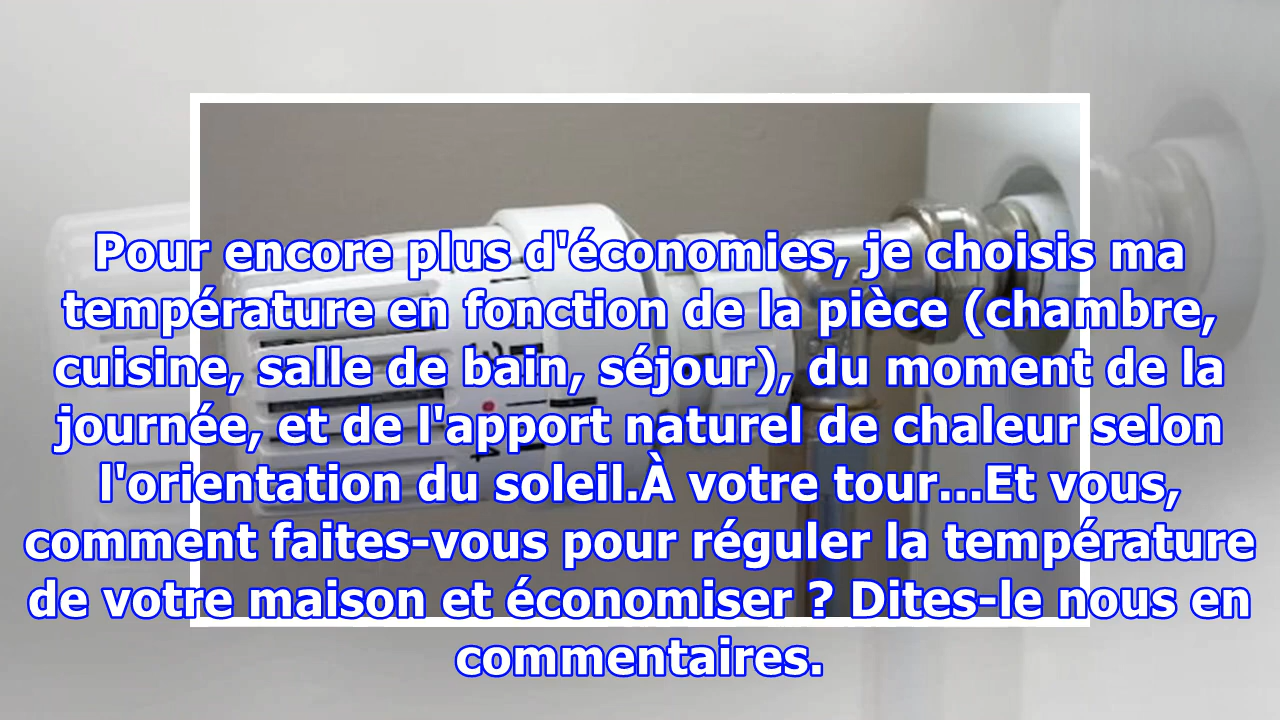 Pour encore plus d'économies, je choisis ma
température en fonction de la pièce (chambre,
cuisine, salle de bain, séjour), du moment de la
journée, et de l'apport naturel de chaleur selon
l'orientation du soleil.À votre tour...Et vous,
comment faites-vous pour réguler la température
de votre maison et économiser ? Dites-le nous en
commentaires.
3
4